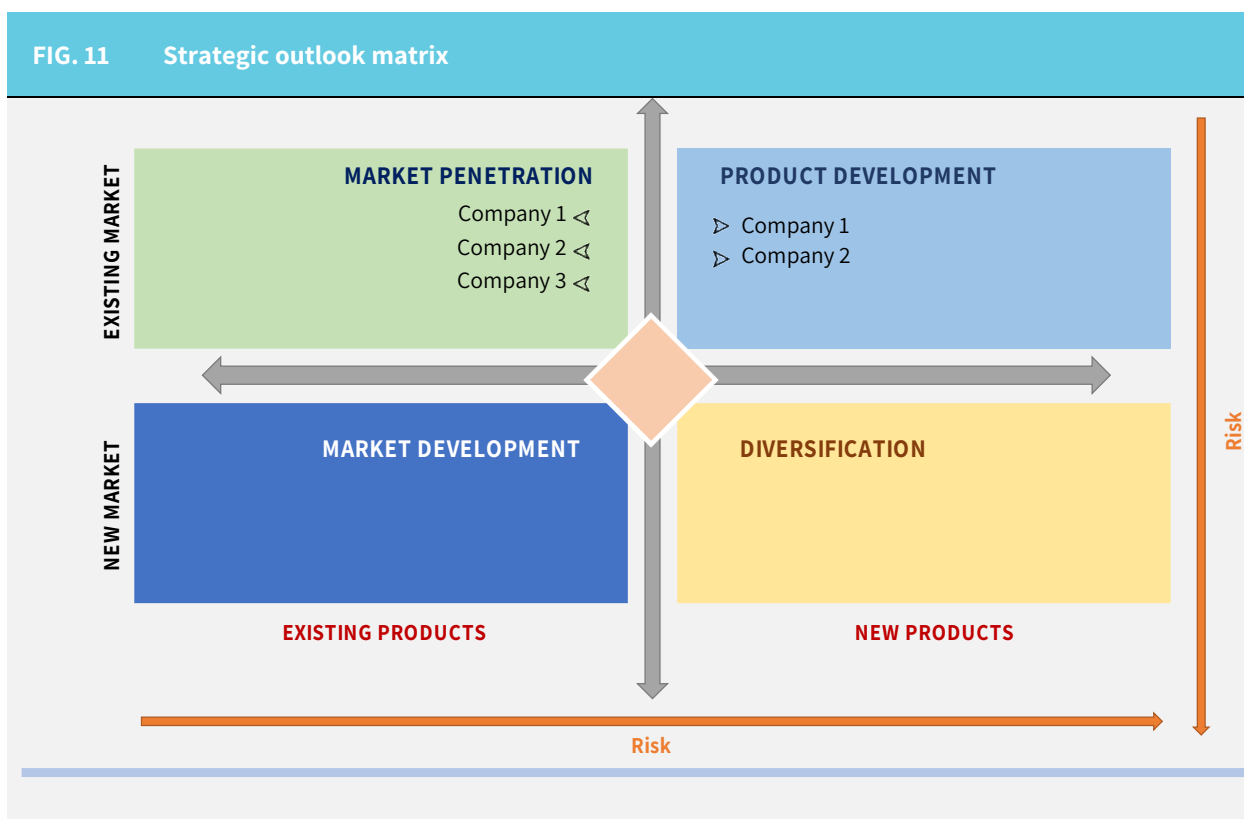 FIG. 11 Strategic outlook matrix
EXISTING MARKET
MARKET PENETRATION
Company 1
Company 2
Company 3
PRODUCT DEVELOPMENT
Company 1
Company 2
Risk
NEW MARKET
MARKET DEVELOPMENT
DIVERSIFICATION
EXISTING PRODUCTS
NEW PRODUCTS
Risk